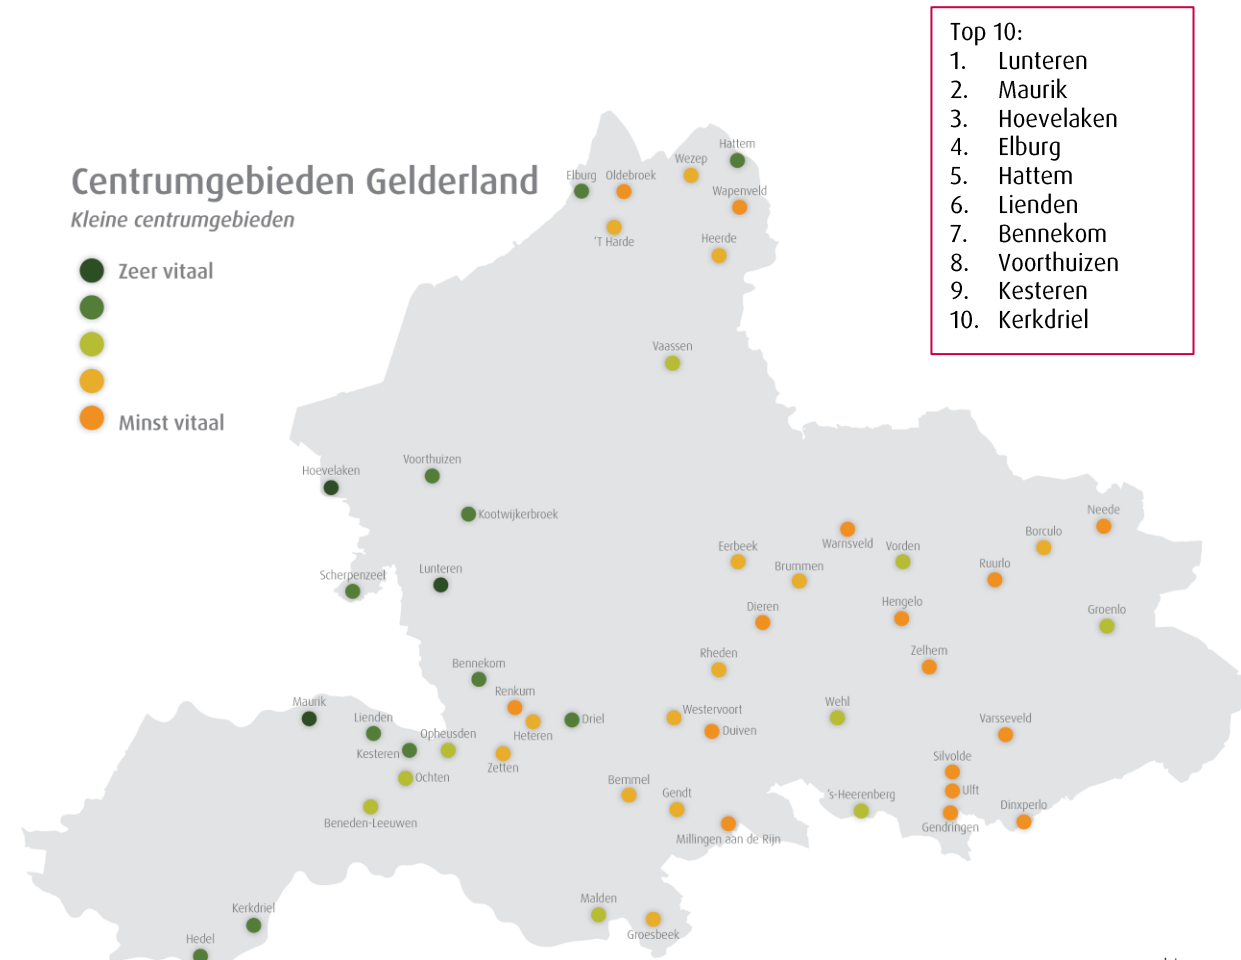 Top 10:
1. Lunteren
2. Maurik
3. Hoevelaken
4. Elburg
5. Hattem
6. Lienden
7. Bennekom
8. Voorthuizen
9. Kesteren
10. Kerkdriel
Centrumgebieden Gelderland
Kleine centrumgebieden
Zeer vitaal
Minst vitaal
Hattem
Wezep
Elburg
Oldebroek
Wapenveld
'T Harde
Heerde
Vaassen
Voorthuizen
Hoevelaken
Kootwijkerbroek
Neede
Borculo
Warnsveld
Vorden
Eerbeek
Brummen
Ruurlo
Lunteren
Scherpenzeel
Hengelo
Dieren
Groenlo
Zelhem
Rheden
Bennekom
Renkum
Maurik
Wehl
Westervoort
Lienden
Driel
Varsseveld
Duiven
Opheusden
Heteren
Kesteren
Silvolde
Zetten
Ochten
Bemmel
Ulft
Gendt
's-Heerenberg
Dinxperlo
Beneden-Leeuwen
Gendringen
Millingen aan de Rijn
Malden
Kerkdriel
Groesbeek
Hedel